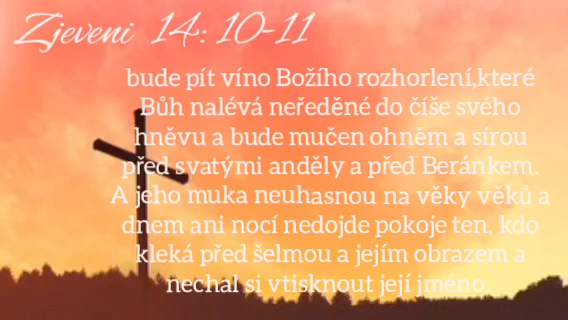 Zjeveni 14: 10-11
bude pít víno Božího rozhorlení,které
Bůh nalévá neředěné do číše svého
hněvu a bude mučen ohněm a sírou
před svatými anděly a před Beránkem.
A jeho muka neuhasnou na věky věků a
dnem ani nocí nedojde pokoje ten, kdo
kleká před šelmou a jejím obrazem a
nechal si vtisknout její jméno.